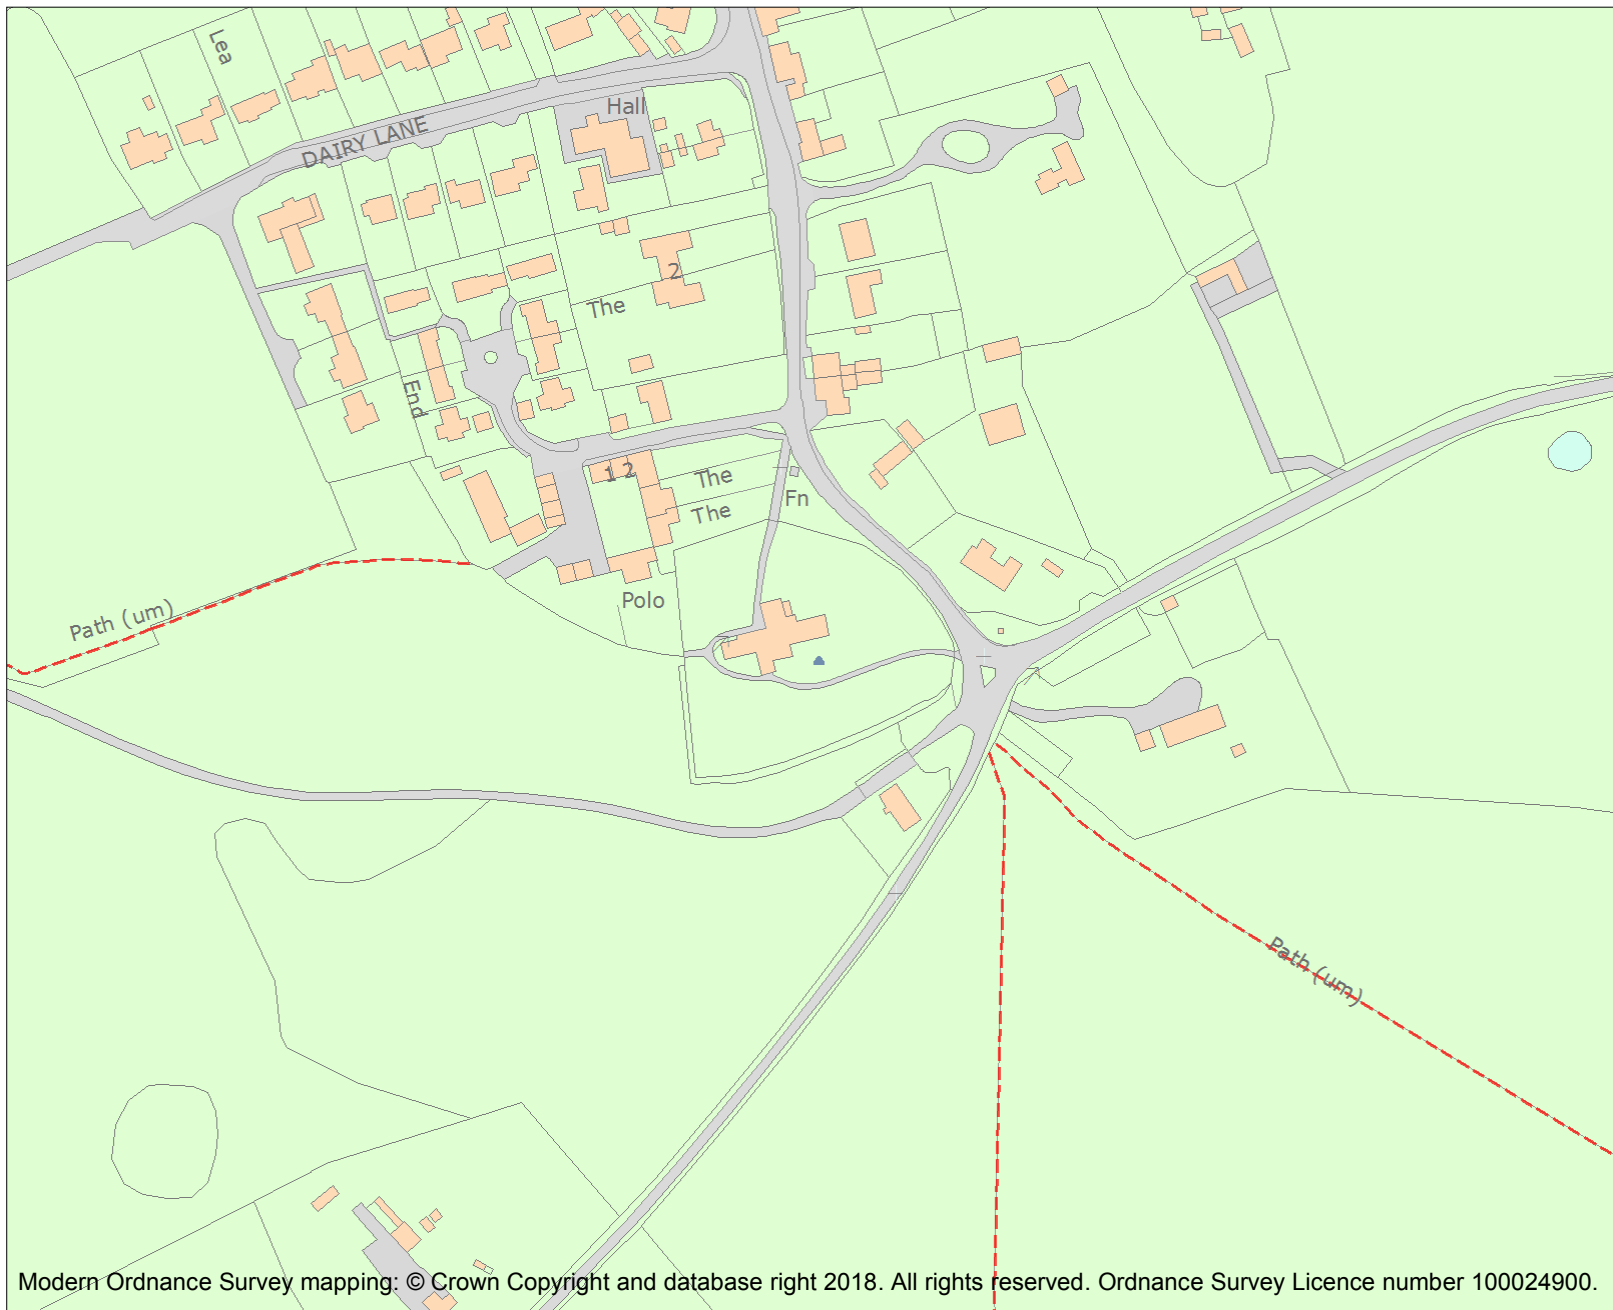 Lea
Hall
DAIRY LANE
2
The
End
1 2
The
Fn
The
Polo
Path (um)
Path (um)
Modern Ordnance Survey mapping: © Crown Copyright and database right 2018. All rights reserved. Ordnance Survey Licence number 100024900.